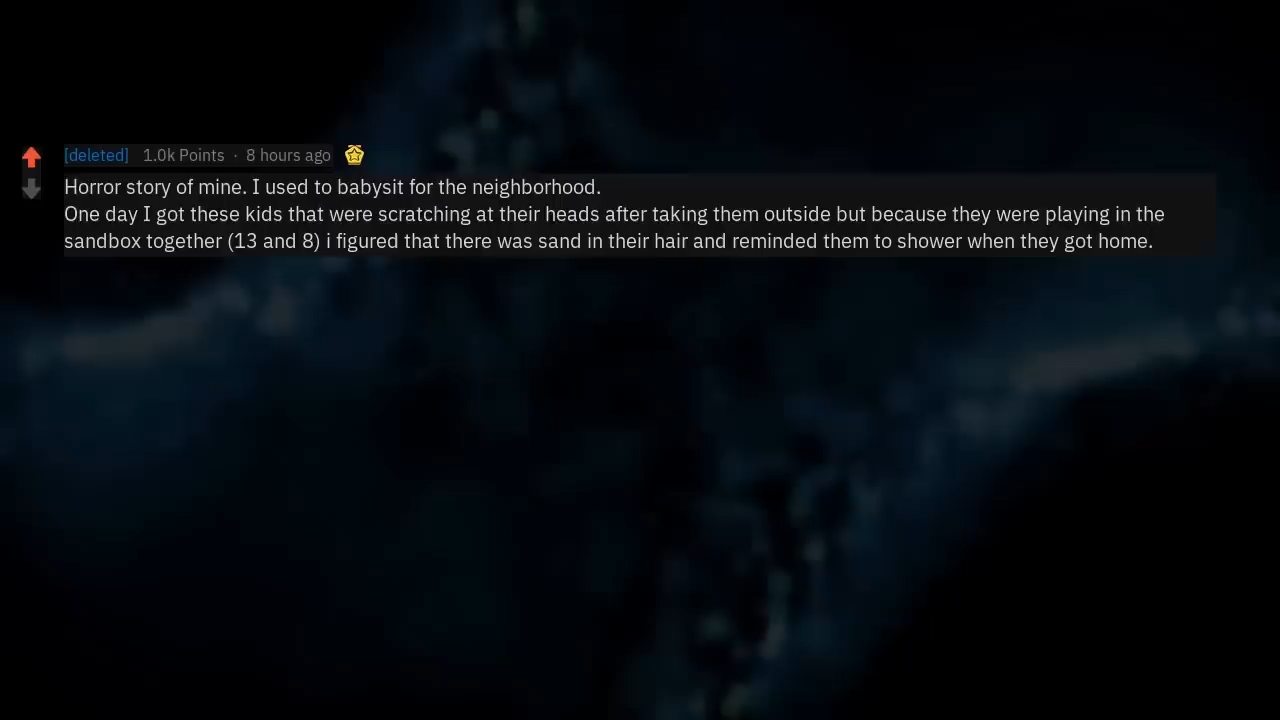 [deleted] 1.0k Points · 8 hours ago
Horror story of mine. I used to babysit for the neighborhood.
One day I got these kids that were scratching at their heads after taking them outside but because they were playing in the
sandbox together (13 and 8) i figured that there was sand in their hair and reminded them to shower when they got home.